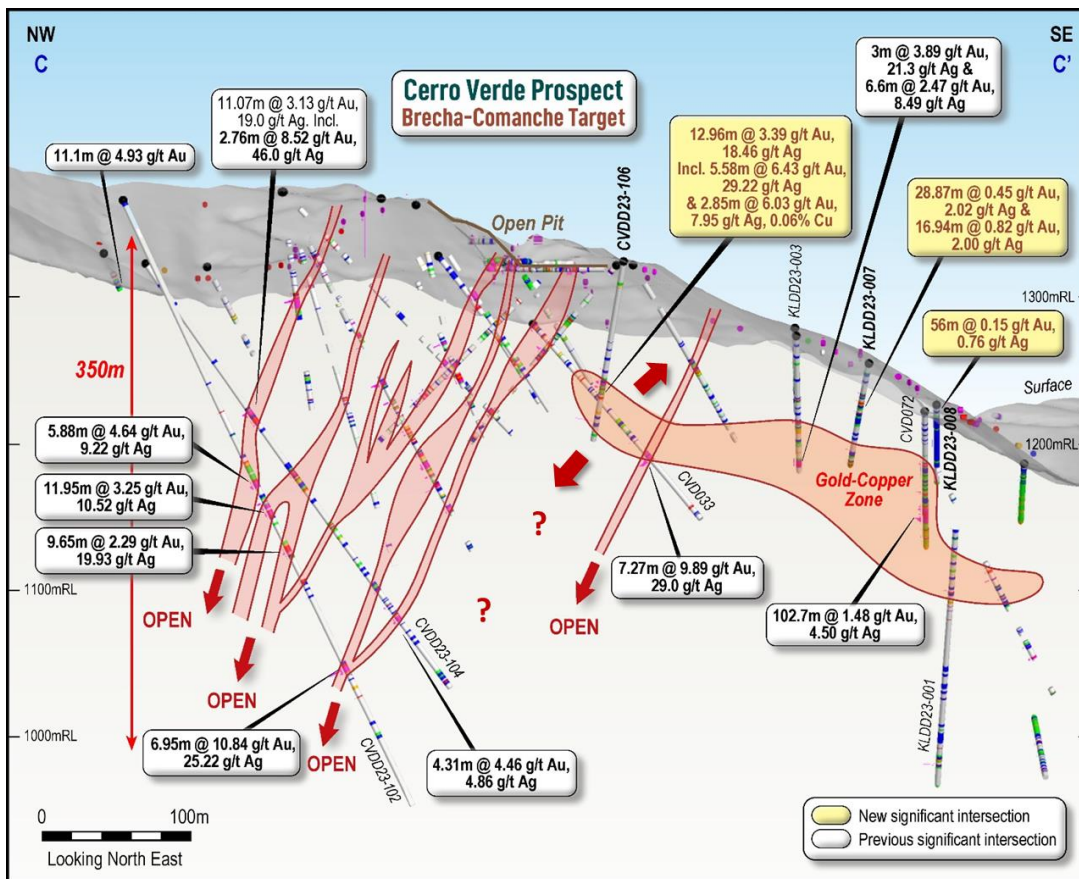 NW
C
SE
C'
Cerro Verde Prospect
Brecha-Comanche Target
11.1m @ 4.93 g/t Au
11.07m @ 3.13 g/t Au,
19.0 g/t Ag. Incl.
2.76m @ 8.52 g/t Au,
46.0 g/t Ag
Open Pit
CVDD23-106
12.96m @ 3.39 g/t Au,
18.46 g/t Ag
Incl. 5.58m @ 6.43 g/t Au,
29.22 g/t Ag
& 2.85m @ 6.03 g/t Au,
7.95 g/t Ag, 0.06% Cu
3m @ 3.89 g/t Au,
21.3 g/t Ag &
6.6m @ 2.47 g/t Au,
8.49 g/t Ag
28.87m @ 0.45 g/t Au,
2.02 g/t Ag &
16.94m @ 0.82 g/t Au,
2.00 g/t Ag
KLDD23-003
KLDD23-007
1300mRL
56m @ 0.15 g/t Au,
0.76 g/t Ag
Surface
CVD072
KLDD23-008
1200mRL
350m
5.88m @ 4.64 g/t Au,
9.22 g/t Ag
11.95m @ 3.25 g/t Au,
10.52 g/t Ag
9.65m @ 2.29 g/t Au,
19.93 g/t Ag
Gold-Copper
Zone
CVD033
?
?
7.27m @ 9.89 g/t Au,
29.0 g/t Ag
1100mRL
OPEN
OPEN
OPEN
OPEN
102.7m @ 1.48 g/t Au,
4.50 g/t Ag
CVDD23-104
KLDD23-001
1000mRL
6.95m @ 10.84 g/t Au,
25.22 g/t Ag
CVDD23-102
4.31m @ 4.46 g/t Au,
4.86 g/t Ag
0 100m
Looking North East
New significant intersection
Previous significant intersection